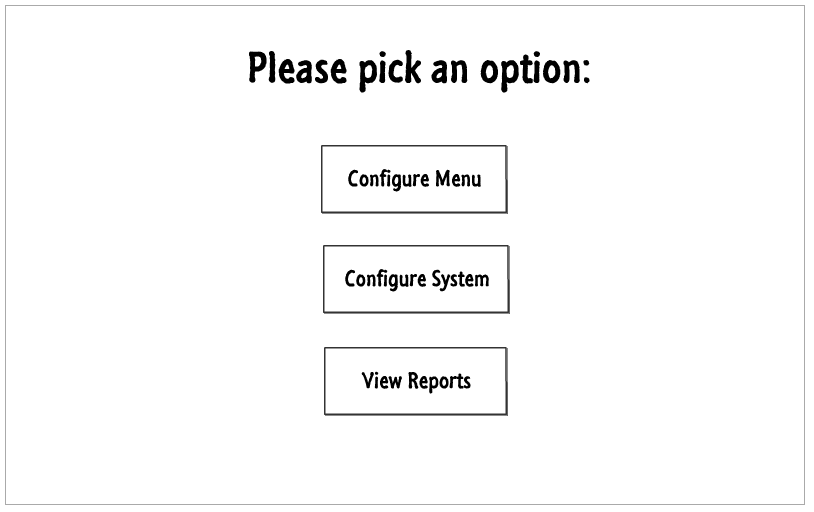 Please pick an option:
Configure Menu
Configure System
View Reports